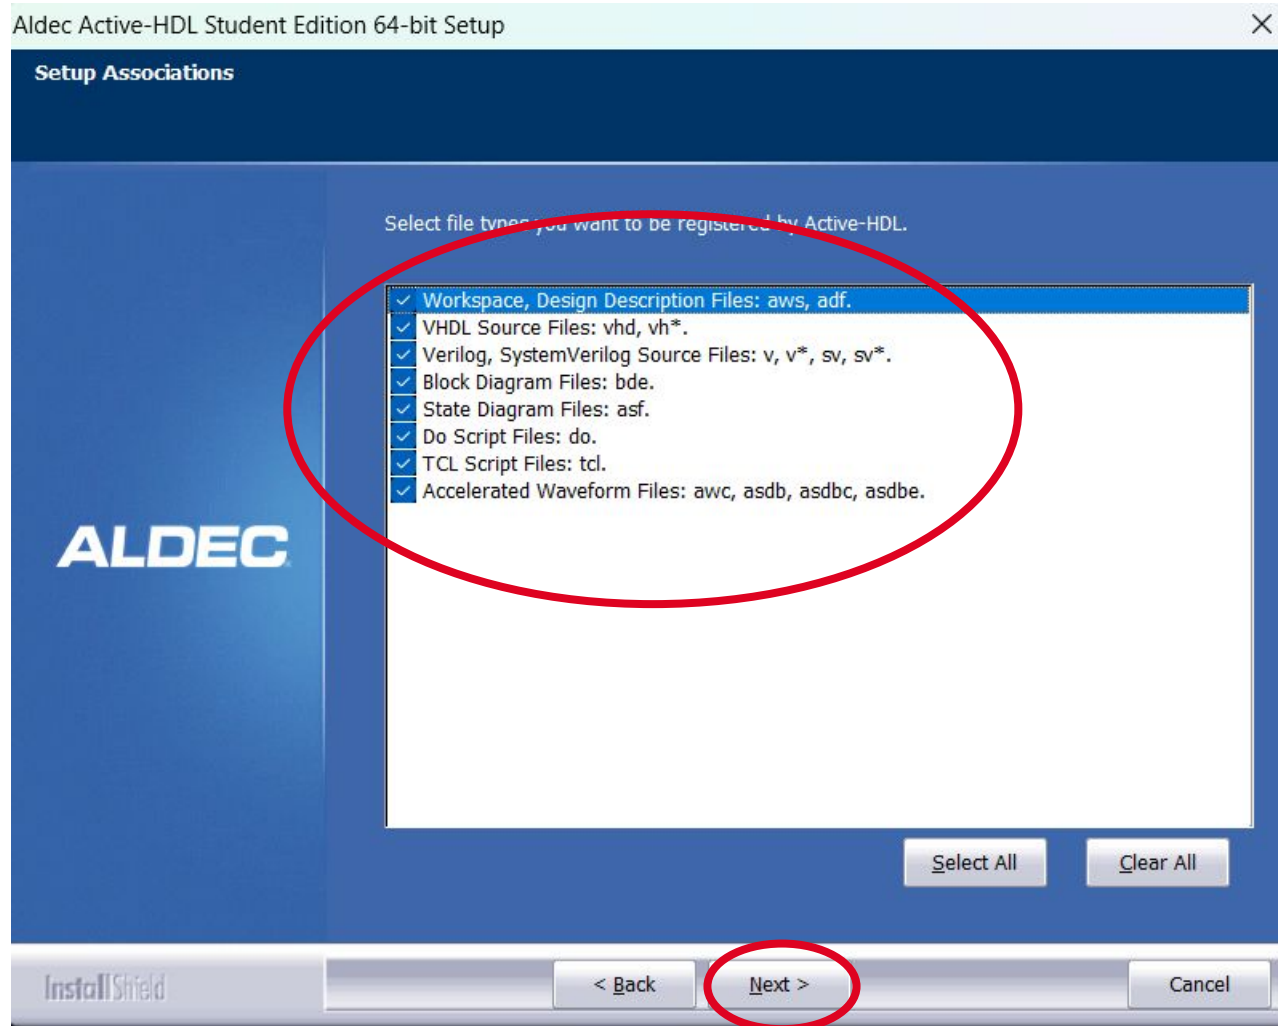 Aldec Active-HDL Student Edition 64-bit Setup
Setup Associations
Select file types you want to be registered by Active-HDL.
Workspace, Design Description Files: aws, adf.
VHDL Source Files: vhd, vh*.
Verilog, SystemVerilog Source Files: v, v*, sv, sv*.
Block Diagram Files: bde.
State Diagram Files: asf.
Do Script Files: do.
TCL Script Files: tcl.
Accelerated Waveform Files: awc, asdb, asdbc, asdbe.
ALDEC
Select All Clear All
InstallShield < Back Next > Cancel